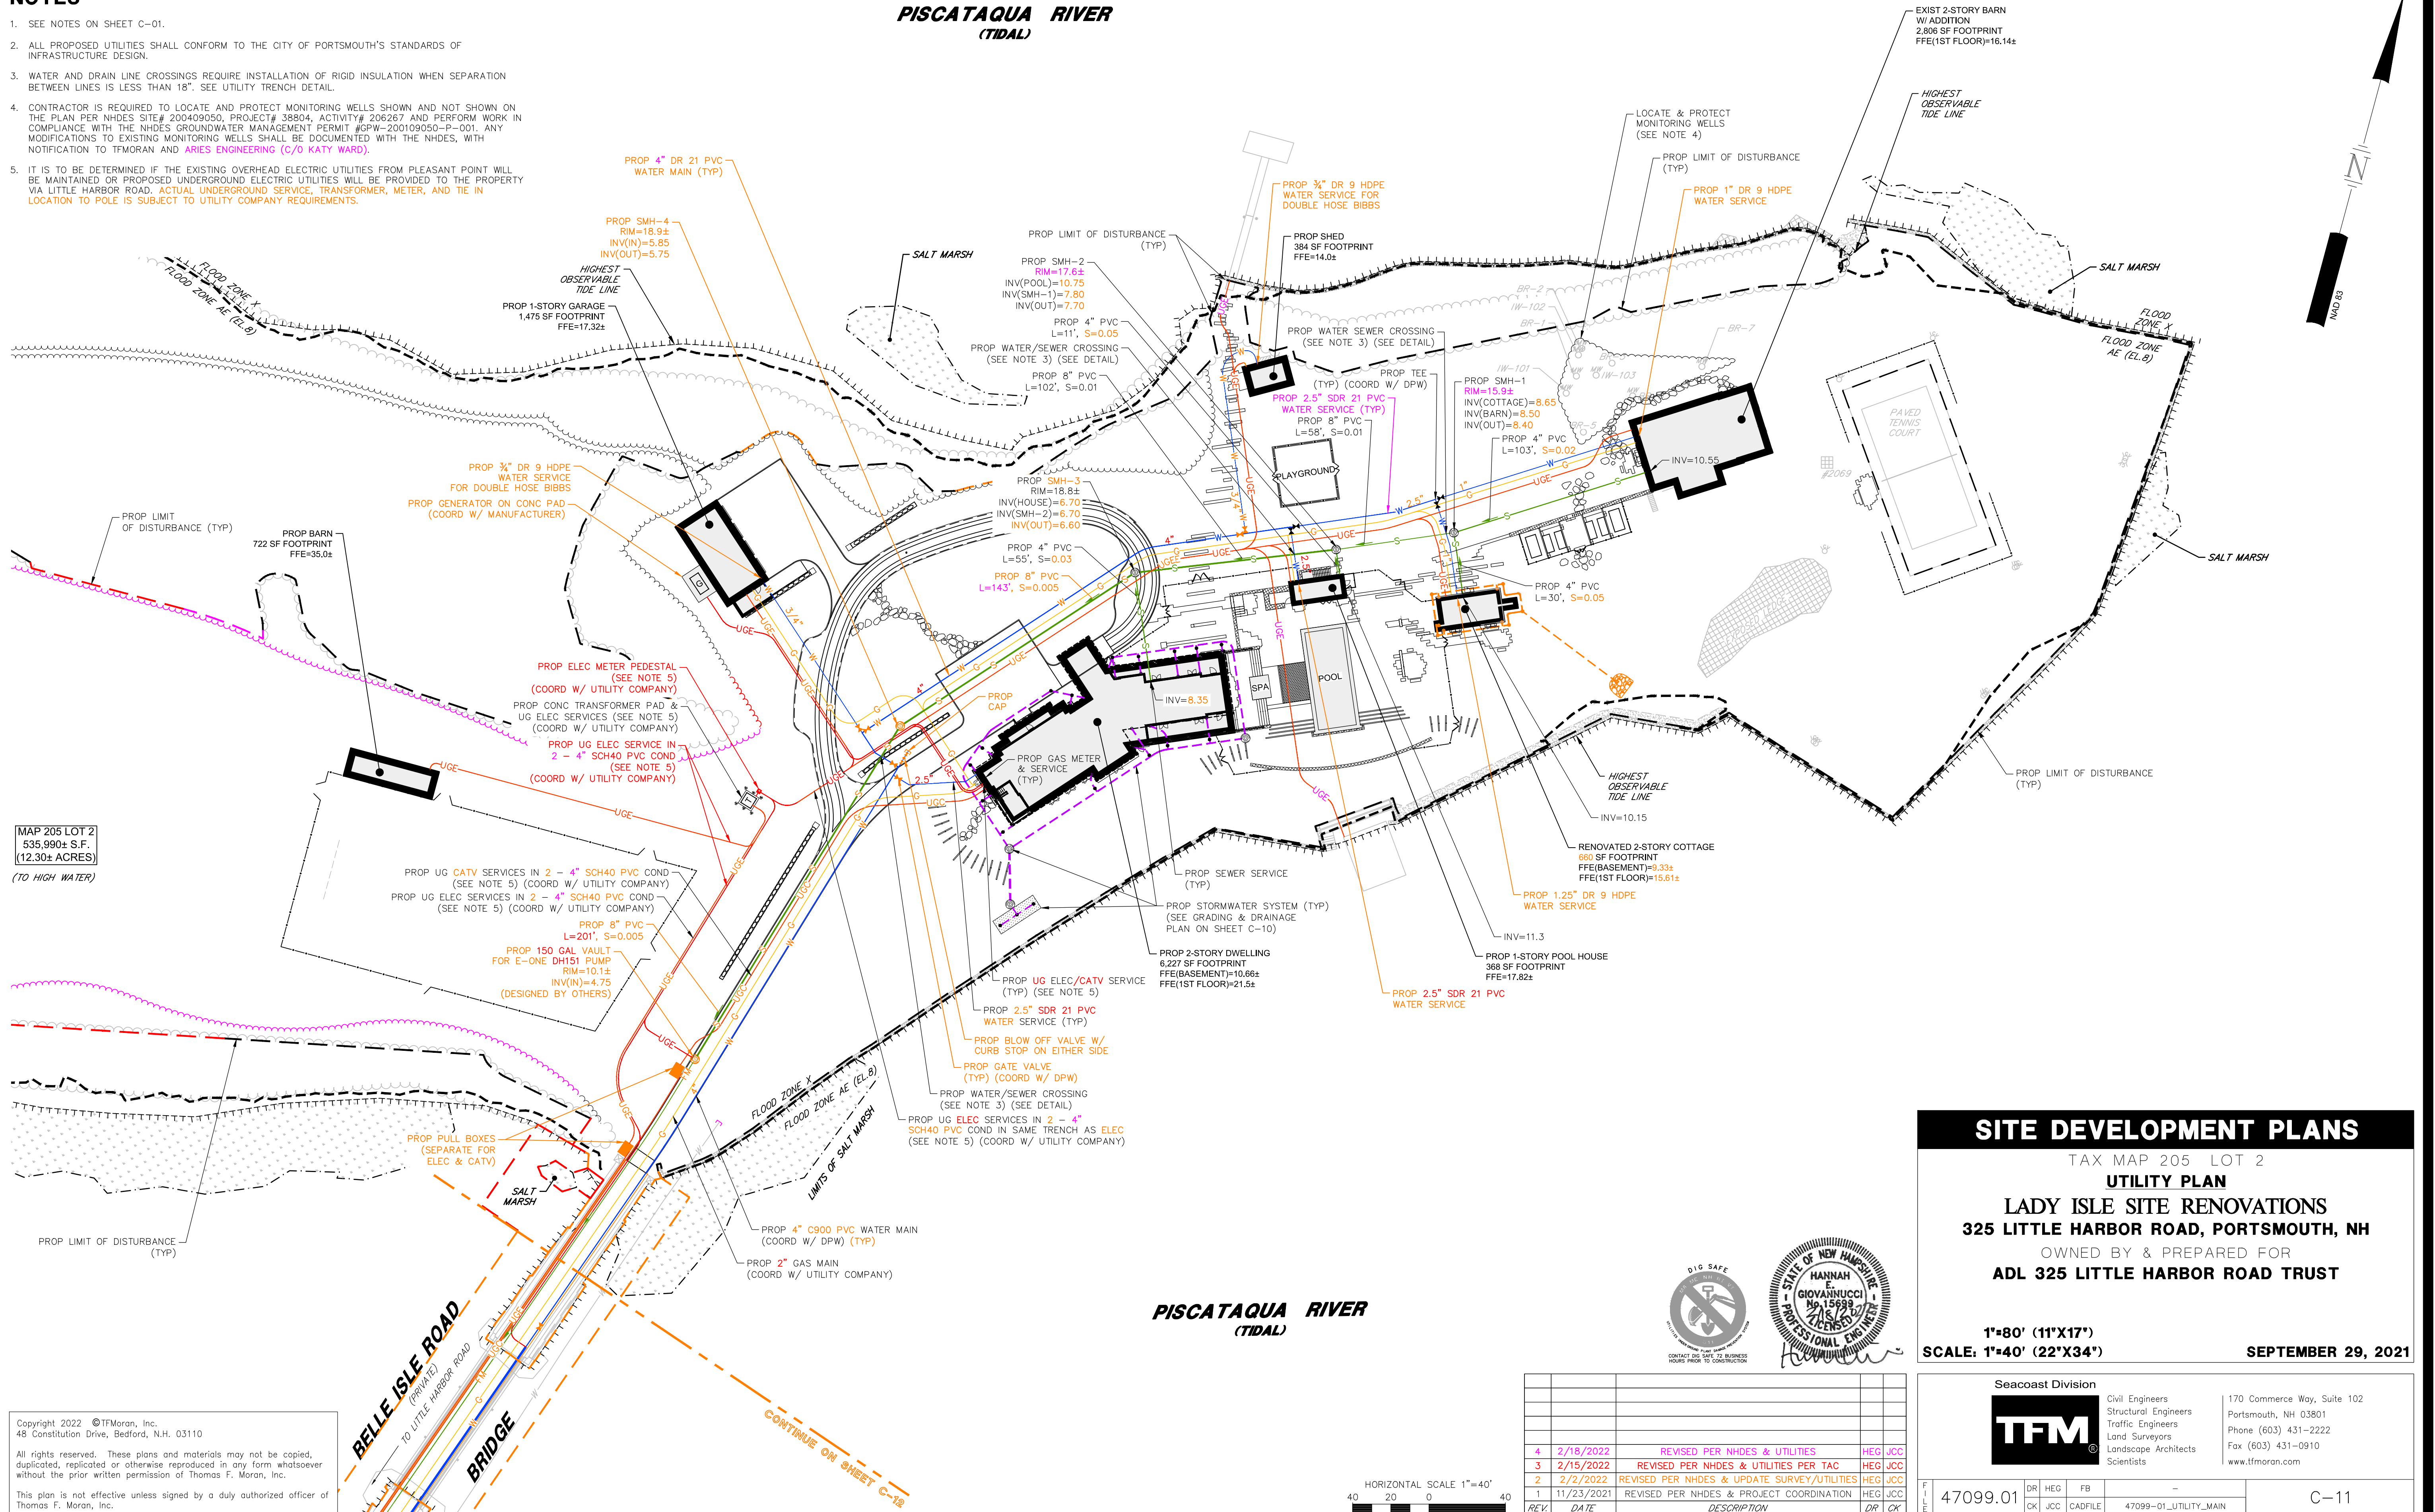 NOTES
1. SEE NOTES ON SHEET C-01.
2. ALL PROPOSED UTILITIES SHALL CONFORM TO THE CITY OF PORTSMOUTH'S STANDARDS OF
INFRASTRUCTURE DESIGN.
3. WATER AND DRAIN LINE CROSSINGS REQUIRE INSTALLATION OF RIGID INSULATION WHEN SEPARATION
BETWEEN LINES IS LESS THAN 18". SEE UTILITY TRENCH DETAIL.
4. CONTRACTOR IS REQUIRED TO LOCATE AND PROTECT MONITORING WELLS SHOWN AND NOT SHOWN ON
THE PLAN PER NHDES SITE# 200409050, PROJECT# 38804, ACTIVITY# 206267 AND PERFORM WORK IN
COMPLIANCE WITH THE NHDES GROUNDWATER MANAGEMENT PERMIT #GPW-200109050-P-001. ANY
MODIFICATIONS TO EXISTING MONITORING WELLS SHALL BE DOCUMENTED WITH THE NHDES, WITH
NOTIFICATION TO TFMORAN AND ARIES ENGINEERING (C/O KATY WARD).
5. IT IS TO BE DETERMINED IF THE EXISTING OVERHEAD ELECTRIC UTILITIES FROM PLEASANT POINT WILL
BE MAINTAINED OR PROPOSED UNDERGROUND ELECTRIC UTILITIES WILL BE PROVIDED TO THE PROPERTY
VIA LITTLE HARBOR ROAD. ACTUAL UNDERGROUND SERVICE, TRANSFORMER, METER, AND TIE IN
LOCATION TO POLE IS SUBJECT TO UTILITY COMPANY REQUIREMENTS.
PISCATAQUA RIVER
(TIDAL)
EXIST 2-STORY BARN
W/ ADDITION
2,806 SF FOOTPRINT
FFE(1ST FLOOR)=16.14±
HIGHEST
OBSERVABLE
TIDE LINE
LOCATE & PROTECT
MONITORING WELLS
(SEE NOTE 4)
PROP LIMIT OF DISTURBANCE
(TYP)
PROP 1" DR 9 HDPE
WATER SERVICE
N
NAD 83
PROP 4" DR 21 PVC
WATER MAIN (TYP)
PROP ¾" DR 9 HDPE
WATER SERVICE FOR
DOUBLE HOSE BIBBS
PROP SMH-4
RIM=18.9±
INV(IN)=5.85
INV(OUT)=5.75
HIGHEST
OBSERVABLE
TIDE LINE
PROP 1-STORY GARAGE
1,475 SF FOOTPRINT
FFE=17.32±
FLOOD ZONE X
FLOOD ZONE AE (EL.8)
SALT MARSH
PROP LIMIT OF DISTURBANCE
(TYP)
PROP SHED
384 SF FOOTPRINT
FFE=14.0±
PROP SMH-2
RIM=17.6±
INV(POOL)=10.75
INV(SMH-1)=7.80
INV(OUT)=7.70
PROP 4" PVC
L=11', S=0.05
PROP WATER/SEWER CROSSING
(SEE NOTE 3) (SEE DETAIL)
PROP 8" PVC
L=102', S=0.01
PROP WATER SEWER CROSSING
(SEE NOTE 3) (SEE DETAIL)
PROP TEE
(TYP) (COORD W/ DPW)
PROP 2.5" SDR 21 PVC
WATER SERVICE (TYP)
PROP 8" PVC
L=58', S=0.01
PROP SMH-1
RIM=15.9±
INV(COTTAGE)=8.65
INV(BARN)=8.50
INV(OUT)=8.40
PROP 4" PVC
L=103', S=0.02
INV=10.55
BR-2
IW-102
BR-1
IW-101
IW-103
BR-7
BR-5
MW
SALT MARSH
FLOOD
ZONE X
FLOOD ZONE
AE (EL.8)
PAVED
TENNIS
COURT
#2069
SALT MARSH
PLAYGROUND
PROP ¾" DR 9 HDPE
WATER SERVICE
FOR DOUBLE HOSE BIBBS
PROP GENERATOR ON CONC PAD
(COORD W/ MANUFACTURER)
G
PROP LIMIT
OF DISTURBANCE (TYP)
PROP BARN
722 SF FOOTPRINT
FFE=35.0±
PROP SMH-3
RIM=18.8±
INV(HOUSE)=6.70
INV(SMH-2)=6.70
INV(OUT)=6.60
PROP 4" PVC
L=55', S=0.03
PROP 8" PVC
L=143', S=0.005
PROP 4" PVC
L=30', S=0.05
4"
2.5"
1"
3/4"
UGE
UGC
PROP ELEC METER PEDESTAL
(SEE NOTE 5)
(COORD W/ UTILITY COMPANY)
PROP CONC TRANSFORMER PAD &
UG ELEC SERVICES (SEE NOTE 5)
(COORD W/ UTILITY COMPANY)
PROP UG ELEC SERVICE IN
2 - 4" SCH40 PVC COND
(SEE NOTE 5)
(COORD W/ UTILITY COMPANY)
T
PROP
CAP
INV=8.35
SPA
POOL
PROP GAS METER
& SERVICE
(TYP)
MAP 205 LOT 2
535,990± S.F.
(12.30± ACRES)
(TO HIGH WATER)
PROP UG CATV SERVICES IN 2 - 4" SCH40 PVC COND
(SEE NOTE 5) (COORD W/ UTILITY COMPANY)
PROP UG ELEC SERVICES IN 2 - 4" SCH40 PVC COND
(SEE NOTE 5) (COORD W/ UTILITY COMPANY)
PROP 8" PVC
L=201', S=0.005
PROP 150 GAL VAULT
FOR E-ONE DH151 PUMP
RIM=10.1±
INV(IN)=4.75
(DESIGNED BY OTHERS)
HIGHEST
OBSERVABLE
TIDE LINE
INV=10.15
RENOVATED 2-STORY COTTAGE
660 SF FOOTPRINT
FFE(BASEMENT)=9.33±
FFE(1ST FLOOR)=15.61±
PROP 1.25" DR 9 HDPE
WATER SERVICE
INV=11.3
PROP 1-STORY POOL HOUSE
368 SF FOOTPRINT
FFE=17.82±
PROP 2.5" SDR 21 PVC
WATER SERVICE
PROP LIMIT OF DISTURBANCE
(TYP)
PROP SEWER SERVICE
(TYP)
PROP STORMWATER SYSTEM (TYP)
(SEE GRADING & DRAINAGE
PLAN ON SHEET C-10)
PROP 2-STORY DWELLING
6,227 SF FOOTPRINT
FFE(BASEMENT)=10.66±
FFE(1ST FLOOR)=21.5±
PROP UG ELEC/CATV SERVICE
(TYP) (SEE NOTE 5)
PROP 2.5" SDR 21 PVC
WATER SERVICE (TYP)
PROP BLOW OFF VALVE W/
CURB STOP ON EITHER SIDE
PROP GATE VALVE
(TYP) (COORD W/ DPW)
PROP WATER/SEWER CROSSING
(SEE NOTE 3) (SEE DETAIL)
PROP UG ELEC SERVICES IN 2 - 4"
SCH40 PVC COND IN SAME TRENCH AS ELEC
(SEE NOTE 5) (COORD W/ UTILITY COMPANY)
FLOOD ZONE X
FLOOD ZONE AE (EL.8)
LIMITS OF SALT MARSH
PROP PULL BOXES
(SEPARATE FOR
ELEC & CATV)
SALT
MARSH
PROP LIMIT OF DISTURBANCE
(TYP)
PROP 4" C900 PVC WATER MAIN
(COORD W/ DPW) (TYP)
PROP 2" GAS MAIN
(COORD W/ UTILITY COMPANY)
BELLE ISLE ROAD
(PRIVATE)
TO LITTLE HARBOR ROAD
BRIDGE
CONTINUE ON SHEET C-12
PISCATAQUA RIVER
(TIDAL)
Copyright 2022 ©TFMoran, Inc.
48 Constitution Drive, Bedford, N.H. 03110
All rights reserved. These plans and materials may not be copied,
duplicated, replicated or otherwise reproduced in any form whatsoever
without the prior written permission of Thomas F. Moran, Inc.
This plan is not effective unless signed by a duly authorized officer of
Thomas F. Moran, Inc.
DIG SAFE
CONTACT DIG SAFE 72 BUSINESS
HOURS PRIOR TO CONSTRUCTION
STATE OF NEW HAMPSHIRE
HANNAH
E.
GIOVANNUCCI
No. 15699
LICENSED
PROFESSIONAL ENGINEER
HORIZONTAL SCALE 1"=40'
40 20 0 40
4 2/18/2022 REVISED PER NHDES & UTILITIES HEG JCC
3 2/15/2022 REVISED PER NHDES & UTILITIES PER TAC HEG JCC
2 2/2/2022 REVISED PER NHDES & UPDATE SURVEY/UTILITIES HEG JCC
1 11/23/2021 REVISED PER NHDES & PROJECT COORDINATION HEG JCC
REV. DATE DESCRIPTION DR CK
SITE DEVELOPMENT PLANS
TAX MAP 205 LOT 2
UTILITY PLAN
LADY ISLE SITE RENOVATIONS
325 LITTLE HARBOR ROAD, PORTSMOUTH, NH
OWNED BY & PREPARED FOR
ADL 325 LITTLE HARBOR ROAD TRUST
1"=80' (11"X17")
SCALE: 1"=40' (22"X34") SEPTEMBER 29, 2021
Seacoast Division
TFM ®
Civil Engineers
Structural Engineers
Traffic Engineers
Land Surveyors
Landscape Architects
Scientists
170 Commerce Way, Suite 102
Portsmouth, NH 03801
Phone (603) 431-2222
Fax (603) 431-0910
www.tfmoran.com
FILE 47099.01 DR HEG FB - C-11
CK JCC CADFILE 47099-01_UTILITY_MAIN